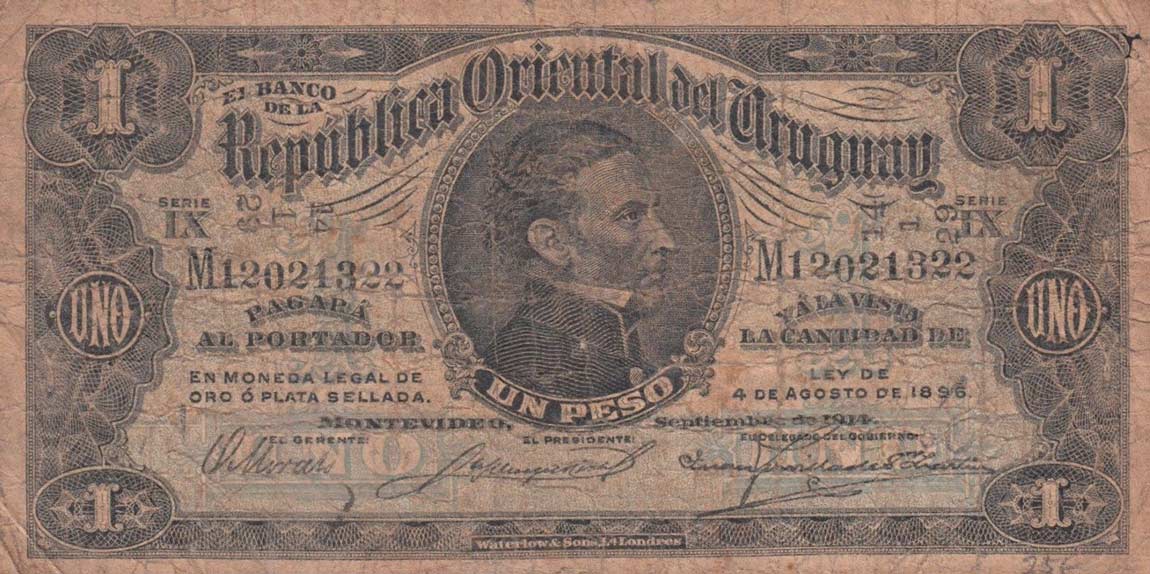 1
1
El BANCO
DE LA
República Oriental del Uruguay
SERIE
IX
SERIE
IX
M12021322
M12021322
UNO
UNO
PAGARÁ
Y Á LA VISTA
AL PORTADOR
LA CANTIDAD DE
EN MONEDA LEGAL DE
ORO Ó PLATA SELLADA.
LEY DE
4 DE AGOSTO DE 1896.
UN PESO
MONTEVIDEO, Septiembre de 1914.
EL GERENTE:
EL PRESIDENTE:
EL DELEGADO DEL GOBIERNO:
1
1
Waterlow & Sons, Ld. Londres